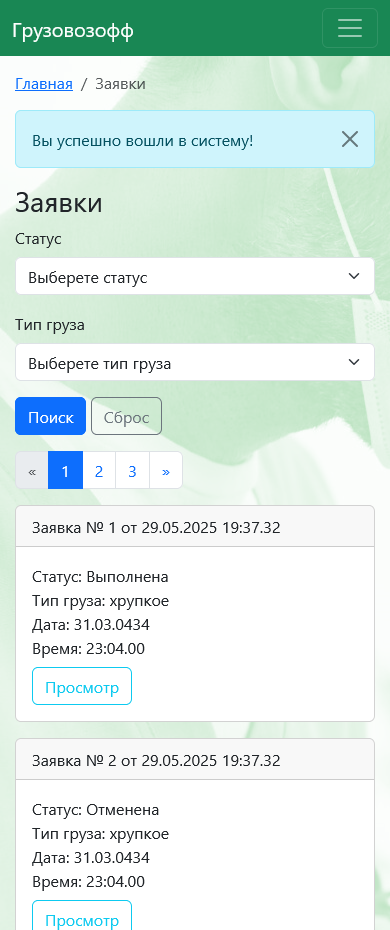 Грузовозофф
Главная / Заявки
Вы успешно вошли в систему!
Заявки
Статус
Выберете статус
Тип груза
Выберете тип груза
Поиск Сброс
« 1 2 3 »
Заявка № 1 от 29.05.2025 19:37.32
Статус: Выполнена
Тип груза: хрупкое
Дата: 31.03.0434
Время: 23:04.00
Просмотр
Заявка № 2 от 29.05.2025 19:37.32
Статус: Отменена
Тип груза: хрупкое
Дата: 31.03.0434
Время: 23:04.00
Просмотр